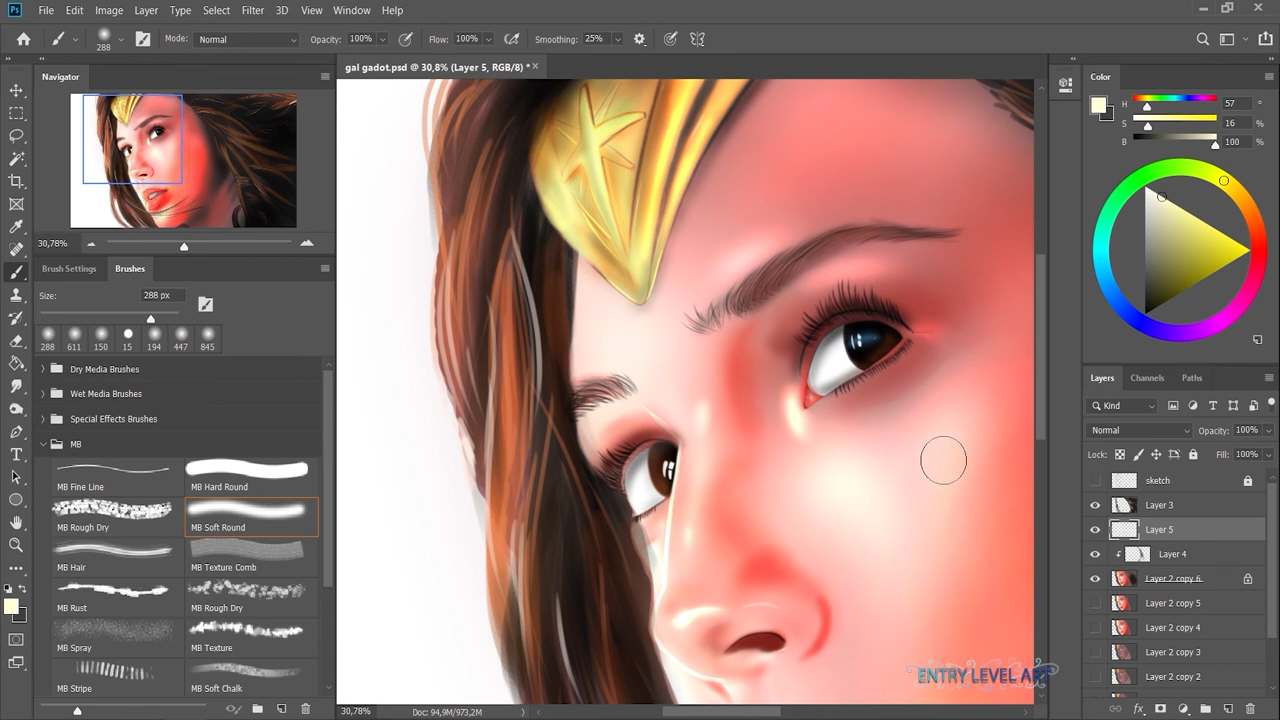 Ps File Edit Image Layer Type Select Filter 3D View Window Help
288 Mode: Normal Opacity: 100% Flow: 100% Smoothing: 25%
Navigator
gal gadot.psd @ 30,8% (Layer 5, RGB/8) *
Color
H 57 °
S 16 %
B 100 %
30,78%
Brush Settings Brushes
Size: 288 px
288 611 150 15 194 447 845
Dry Media Brushes
Wet Media Brushes
Special Effects Brushes
MB
MB Fine Line MB Hard Round
MB Rough Dry MB Soft Round
MB Hair MB Texture Comb
MB Rust MB Rough Dry
MB Spray MB Texture
MB Stripe MB Soft Chalk
Layers Channels Paths
Kind
Normal Opacity: 100%
Lock: Fill: 100%
sketch
Layer 3
Layer 5
Layer 4
Layer 2 copy 6
Layer 2 copy 5
Layer 2 copy 4
Layer 2 copy 3
Layer 2 copy 2
fx
ENTRY LEVEL ART
30,78% Doc: 94,9M/973,2M